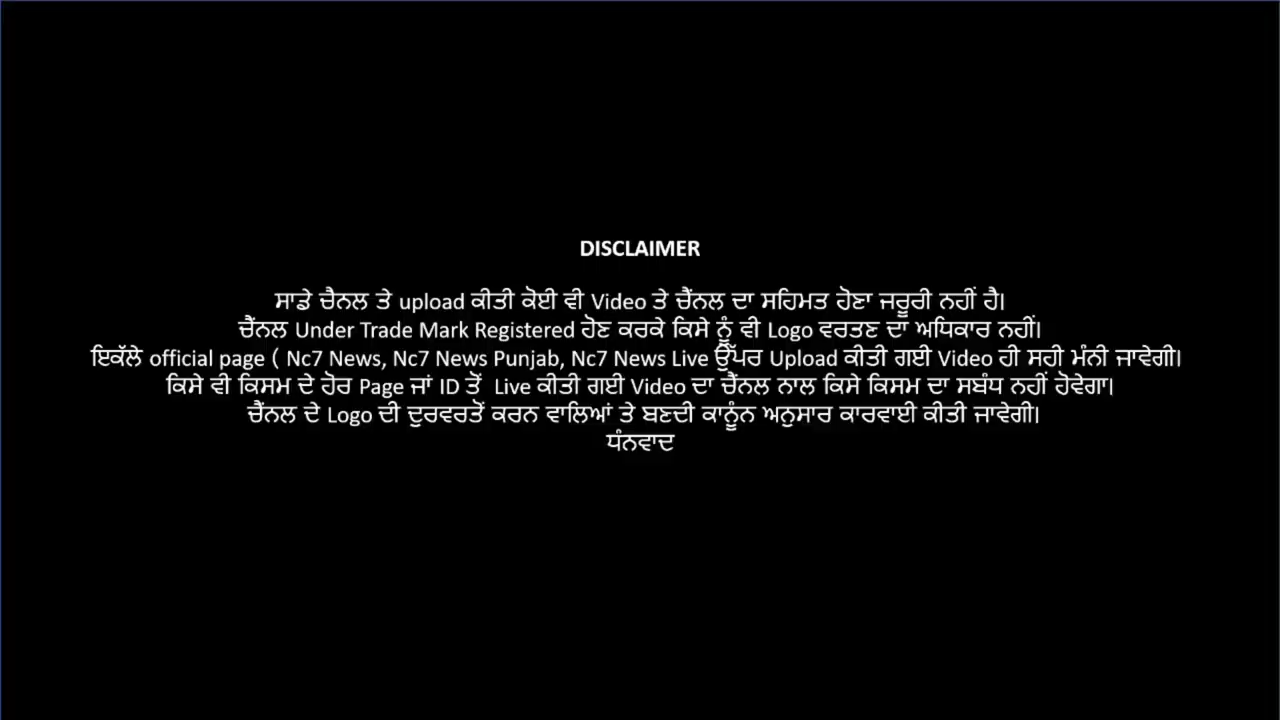 DISCLAIMER
ਸਾਡੇ ਚੈਨਲ ਤੇ upload ਕੀਤੀ ਕੋਈ ਵੀ Video ਤੇ ਚੈਂਨਲ ਦਾ ਸਹਿਮਤ ਹੋਣਾ ਜਰੂਰੀ ਨਹੀਂ ਹੈ।
ਚੈਂਨਲ Under Trade Mark Registered ਹੋਣ ਕਰਕੇ ਕਿਸੇ ਨੂੰ ਵੀ Logo ਵਰਤਣ ਦਾ ਅਧਿਕਾਰ ਨਹੀਂ।
ਇਕੱਲੇ official page ( Nc7 News, Nc7 News Punjab, Nc7 News Live ਉੱਪਰ Upload ਕੀਤੀ ਗਈ Video ਹੀ ਸਹੀ ਮੰਨੀ ਜਾਵੇਗੀ।
ਕਿਸੇ ਵੀ ਕਿਸਮ ਦੇ ਹੋਰ Page ਜਾਂ ID ਤੋਂ Live ਕੀਤੀ ਗਈ Video ਦਾ ਚੈਂਨਲ ਨਾਲ ਕਿਸੇ ਕਿਸਮ ਦਾ ਸਬੰਧ ਨਹੀਂ ਹੋਵੇਗਾ।
ਚੈਂਨਲ ਦੇ Logo ਦੀ ਦੁਰਵਰਤੋਂ ਕਰਨ ਵਾਲਿਆਂ ਤੇ ਬਣਦੀ ਕਾਨੂੰਨ ਅਨੁਸਾਰ ਕਾਰਵਾਈ ਕੀਤੀ ਜਾਵੇਗੀ।
ਧੰਨਵਾਦ